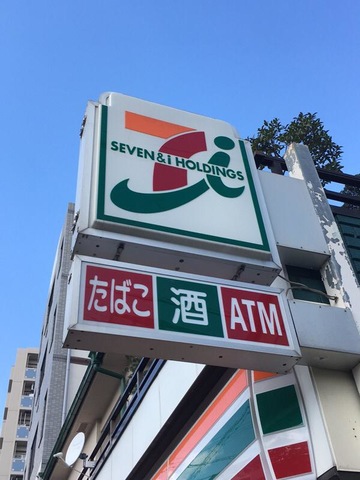 SEVEN & i HOLDINGS
たばこ 酒 ATM